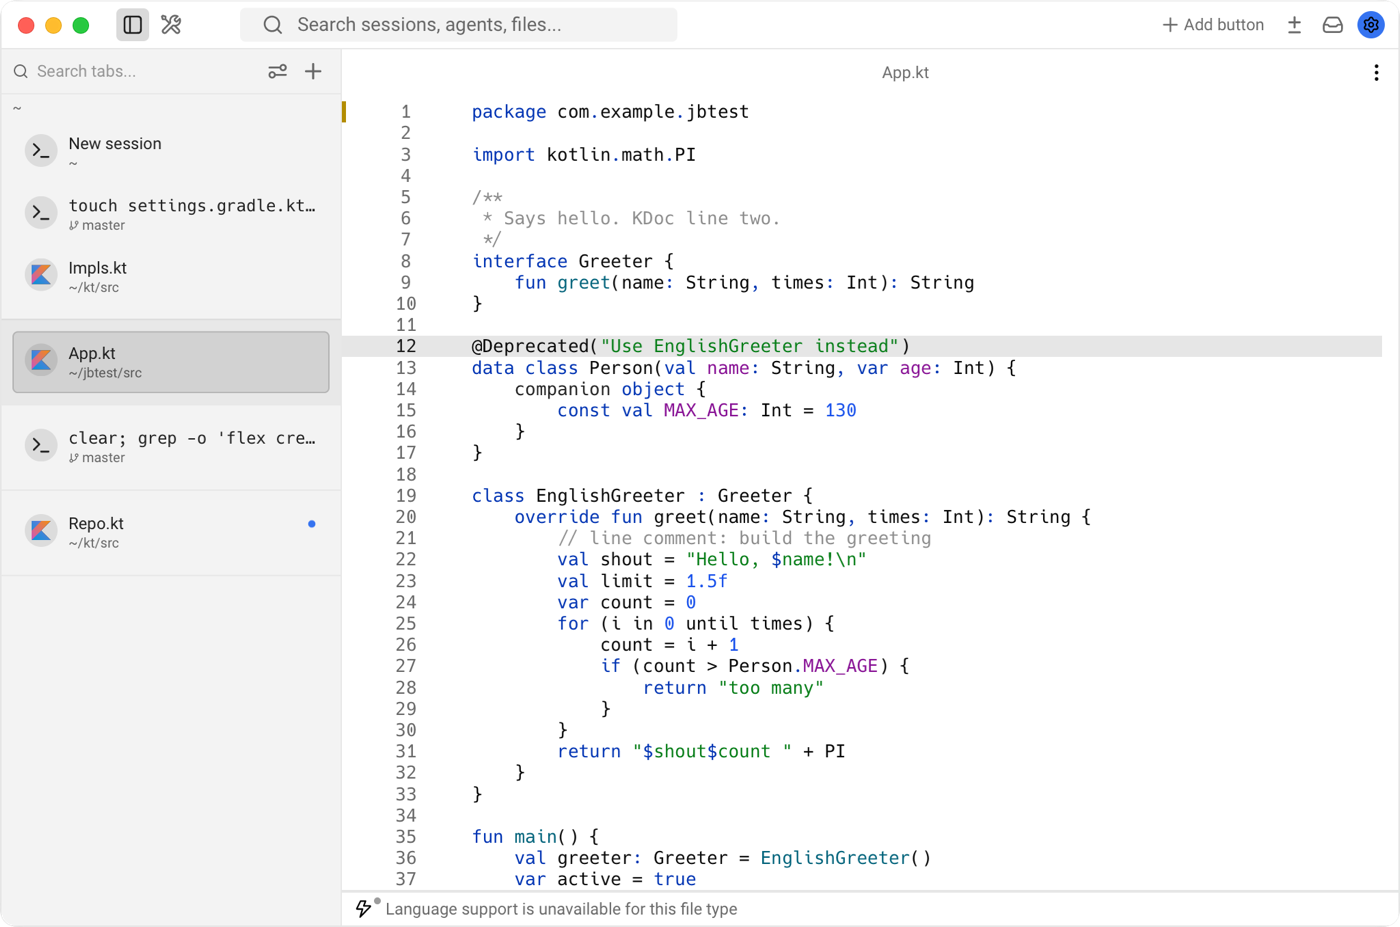 Search sessions, agents, files...
Add button
Search tabs...
~
New session
~
touch settings.gradle.kt…
master
Impls.kt
~/kt/src
App.kt
~/jbtest/src
clear; grep -o 'flex cre…
master
Repo.kt
~/kt/src
App.kt
1 package com.example.jbtest
2
3 import kotlin.math.PI
4
5 /**
6  * Says hello. KDoc line two.
7  */
8 interface Greeter {
9     fun greet(name: String, times: Int): String
10 }
11
12 @Deprecated("Use EnglishGreeter instead")
13 data class Person(val name: String, var age: Int) {
14     companion object {
15         const val MAX_AGE: Int = 130
16     }
17 }
18
19 class EnglishGreeter : Greeter {
20     override fun greet(name: String, times: Int): String {
21         // line comment: build the greeting
22         val shout = "Hello, $name!\n"
23         val limit = 1.5f
24         var count = 0
25         for (i in 0 until times) {
26             count = i + 1
27             if (count > Person.MAX_AGE) {
28                 return "too many"
29             }
30         }
31         return "$shout$count " + PI
32     }
33 }
34
35 fun main() {
36     val greeter: Greeter = EnglishGreeter()
37     var active = true
Language support is unavailable for this file type